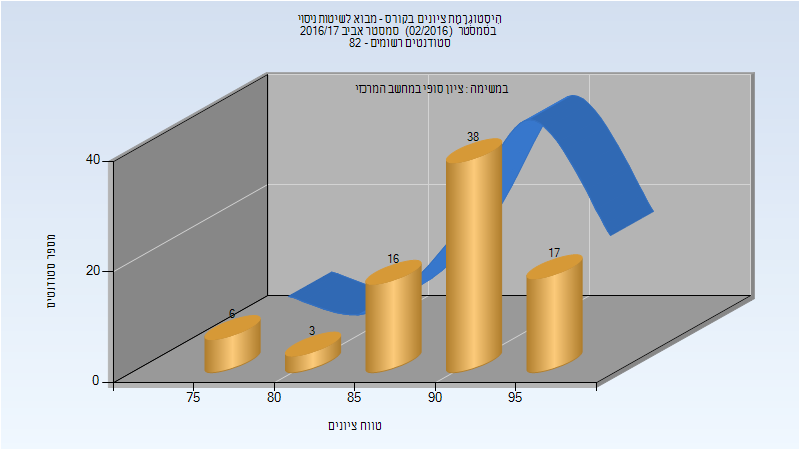 היסטוגרמת ציונים בקורס - מבוא לשיטות ניסוי
בסמסטר (02/2016) סמסטר אביב 2016/17
סטודנטים רשומים - 82
במשימה : ציון סופי במחשב המרכזי
מספר סטודנטים
40
20
0
6
3
16
38
17
75
80
85
90
95
טווח ציונים